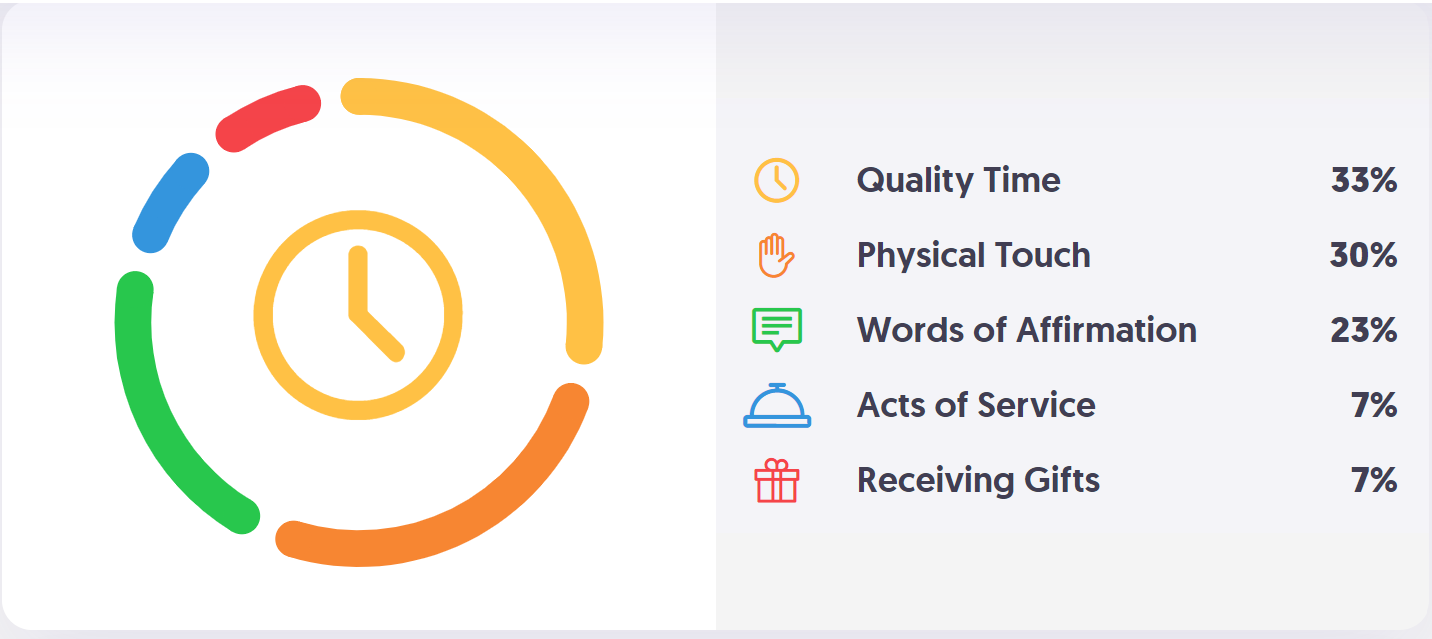 Quality Time 33%
Physical Touch 30%
Words of Affirmation 23%
Acts of Service 7%
Receiving Gifts 7%